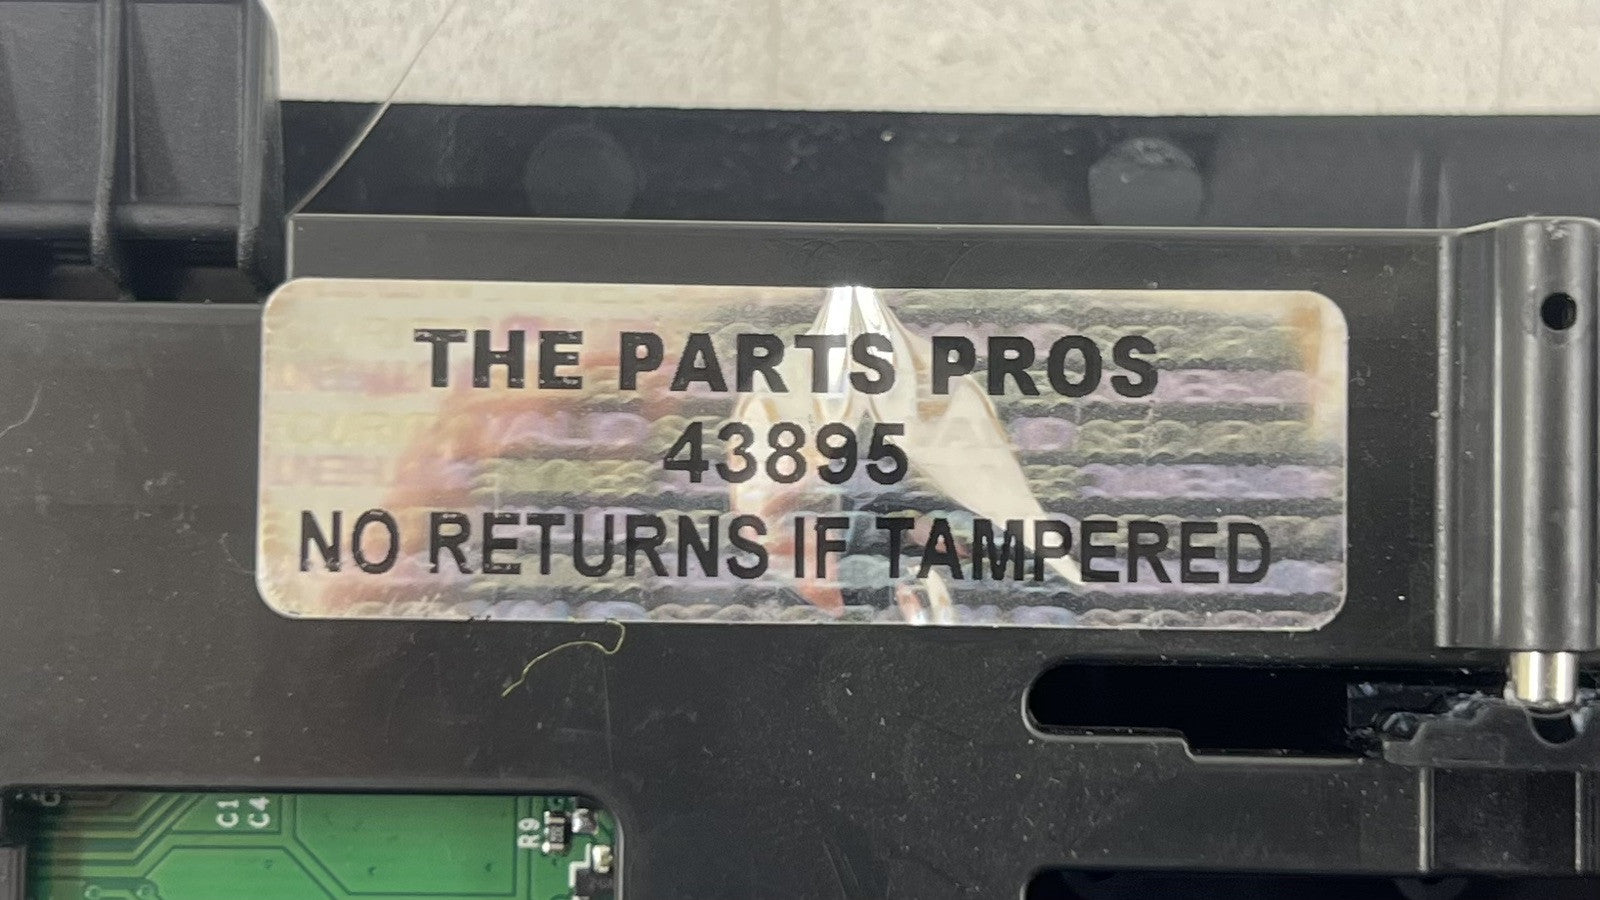 THE PARTS PROS
43895
NO RETURNS IF TAMPERED
C1
C4
R9